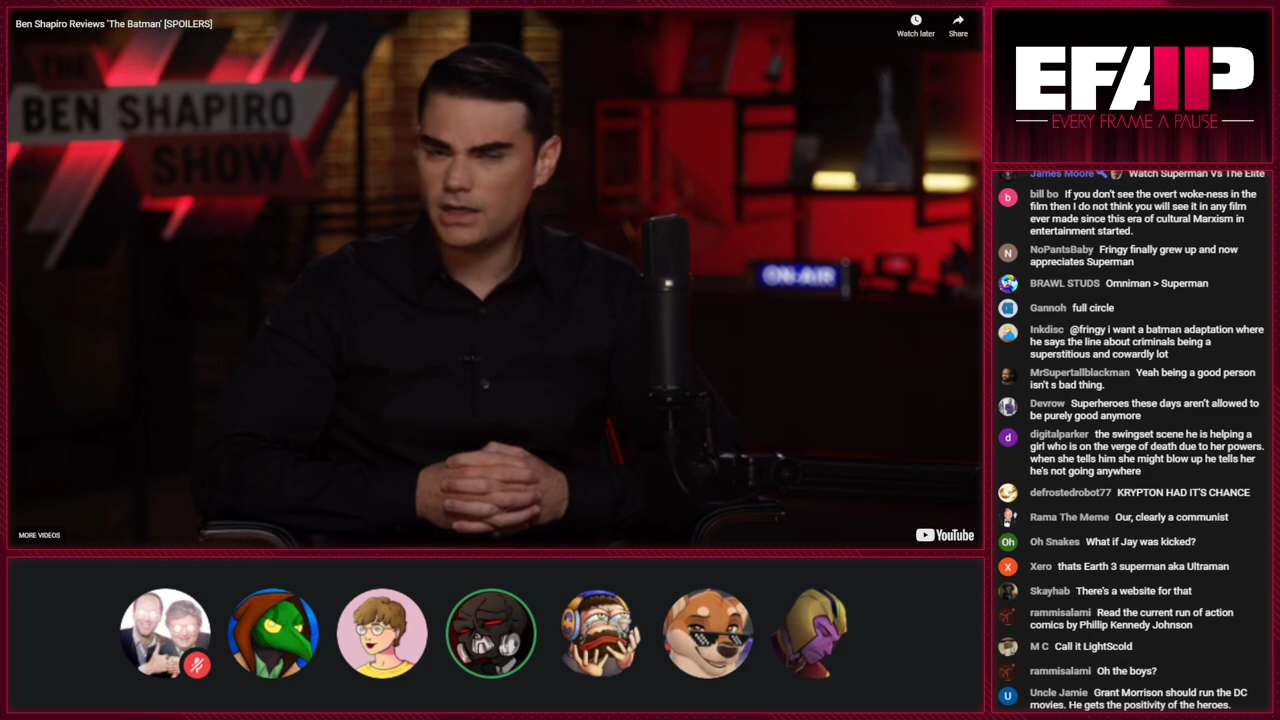 Ben Shapiro Reviews 'The Batman' [SPOILERS]
Watch later
Share
THE
BEN SHAPIRO
SHOW
ON-AIR
MORE VIDEOS
YouTube
EFAP
EVERY FRAME A PAUSE
James Moore Watch Superman Vs The Elite
b
bill bo If you don't see the overt woke-ness in the
film then I do not think you will see it in any film
ever made since this era of cultural Marxism in
entertainment started.
N
NoPantsBaby Fringy finally grew up and now
appreciates Superman
BRAWL STUDS Omniman > Superman
Gannoh full circle
Inkdisc @fringy i want a batman adaptation where
he says the line about criminals being a
superstitious and cowardly lot
MrSupertallblackman Yeah being a good person
isn't s bad thing.
Devrow Superheroes these days aren't allowed to
be purely good anymore
d
digitalparker the swingset scene he is helping a
girl who is on the verge of death due to her powers.
when she tells him she might blow up he tells her
he's not going anywhere
defrostedrobot77 KRYPTON HAD IT'S CHANCE
Rama The Meme Our, clearly a communist
Oh
Oh Snakes What if Jay was kicked?
X
Xero thats Earth 3 superman aka Ultraman
Skayhab There's a website for that
rammisalami Read the current run of action
comics by Phillip Kennedy Johnson
M C Call it LightScold
rammisalami Oh the boys?
U
Uncle Jamie Grant Morrison should run the DC
movies. He gets the positivity of the heroes.